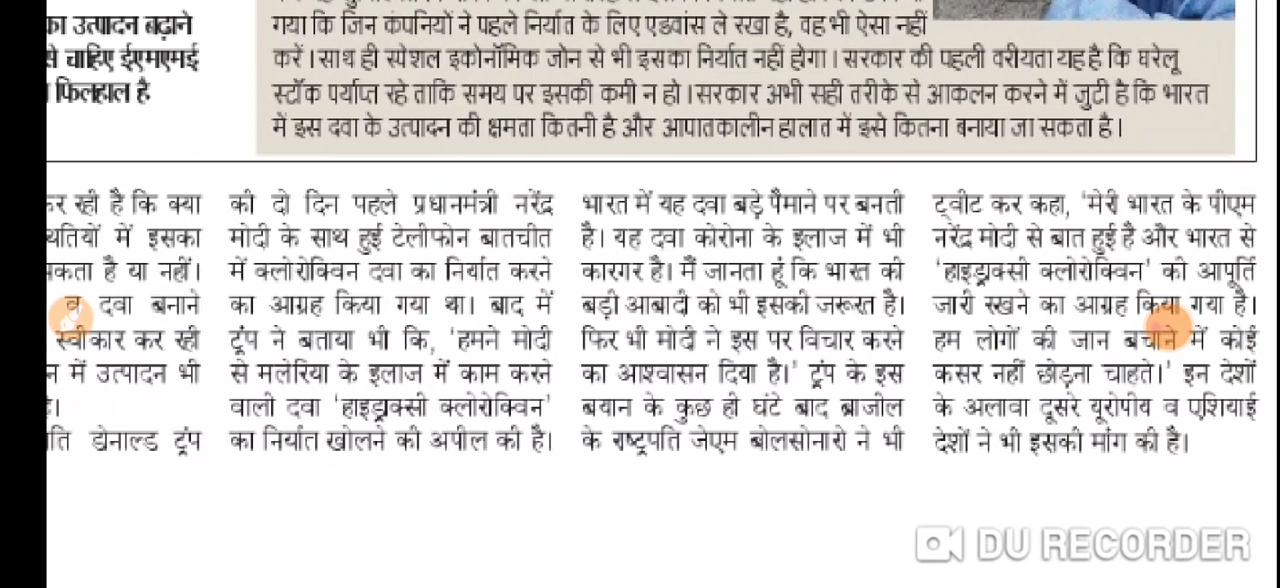 का उत्पादन बढ़ाने
से चाहिए ईएमएमई
फिलहाल है
गया कि जिन कंपनियों ने पहले निर्यात के लिए एडवांस ले रखा है, वह भी ऐसा नहीं
करें। साथ ही स्पेशल इकोनॉमिक जोन से भी इसका निर्यात नहीं होगा। सरकार की पहली वरीयता यह है कि घरेलू
स्टॉक पर्याप्त रहे ताकि समय पर इसकी कमी न हो। सरकार अभी सही तरीके से आकलन करने में जुटी है कि भारत
में इस दवा के उत्पादन की क्षमता कितनी है और आपातकालीन हालात में इसे कितना बनाया जा सकता है।
कर रही है कि क्या
में इसका
है या नहीं।
व दवा बनाने
स्वीकार कर रही
में उत्पादन भी
डोनाल्ड ट्रंप
की दो दिन पहले प्रधानमंत्री नरेंद्र
मोदी के साथ हुई टेलीफोन बातचीत
में क्लोरोक्विन दवा का निर्यात करने
का आग्रह किया गया था। बाद में
ट्रंप ने बताया भी कि, 'हमने मोदी
से मलेरिया के इलाज में काम करने
वाली दवा 'हाइड्राक्सी क्लोरोक्विन'
का निर्यात खोलने की अपील की है।
भारत में यह दवा बड़े पैमाने पर बनती
है। यह दवा कोरोना के इलाज में भी
कारगर है। मैं जानता हूं कि भारत की
बड़ी आबादी को भी इसकी जरूरत है।
फिर भी मोदी ने इस पर विचार करने
का आश्वासन दिया है।' ट्रंप के इस
बयान के कुछ ही घंटे बाद ब्राजील
के राष्ट्रपति जेएम बोलसोनारो ने भी
ट्वीट कर कहा, 'मेरी भारत के पीएम
नरेंद्र मोदी से बात हुई है और भारत से
'हाइड्राक्सी क्लोरोक्विन' की आपूर्ति
जारी रखने का आग्रह किया गया है।
हम लोगों की जान बचाने में कोई
कसर नहीं छोड़ना चाहते।' इन देशों
के अलावा दूसरे यूरोपीय व एशियाई
देशों ने भी इसकी मांग की है।
DU RECORDER